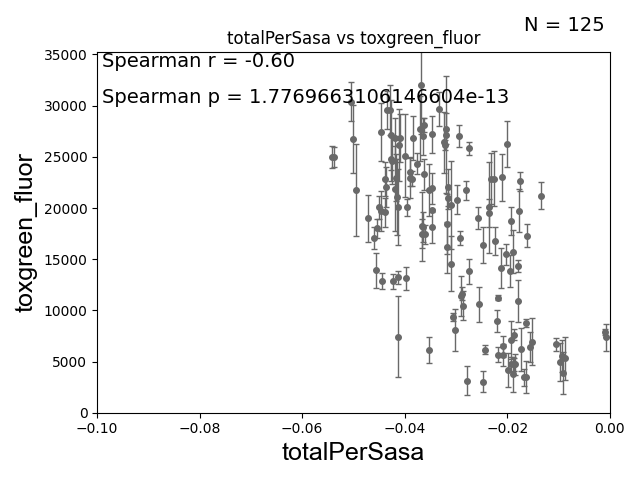 N = 125
totalPerSasa vs toxgreen_fluor
Spearman r = -0.60
Spearman p = 1.7769663106146604e-13
toxgreen_fluor
35000
30000
25000
20000
15000
10000
5000
0
−0.10 −0.08 −0.06 −0.04 −0.02 0.00
totalPerSasa